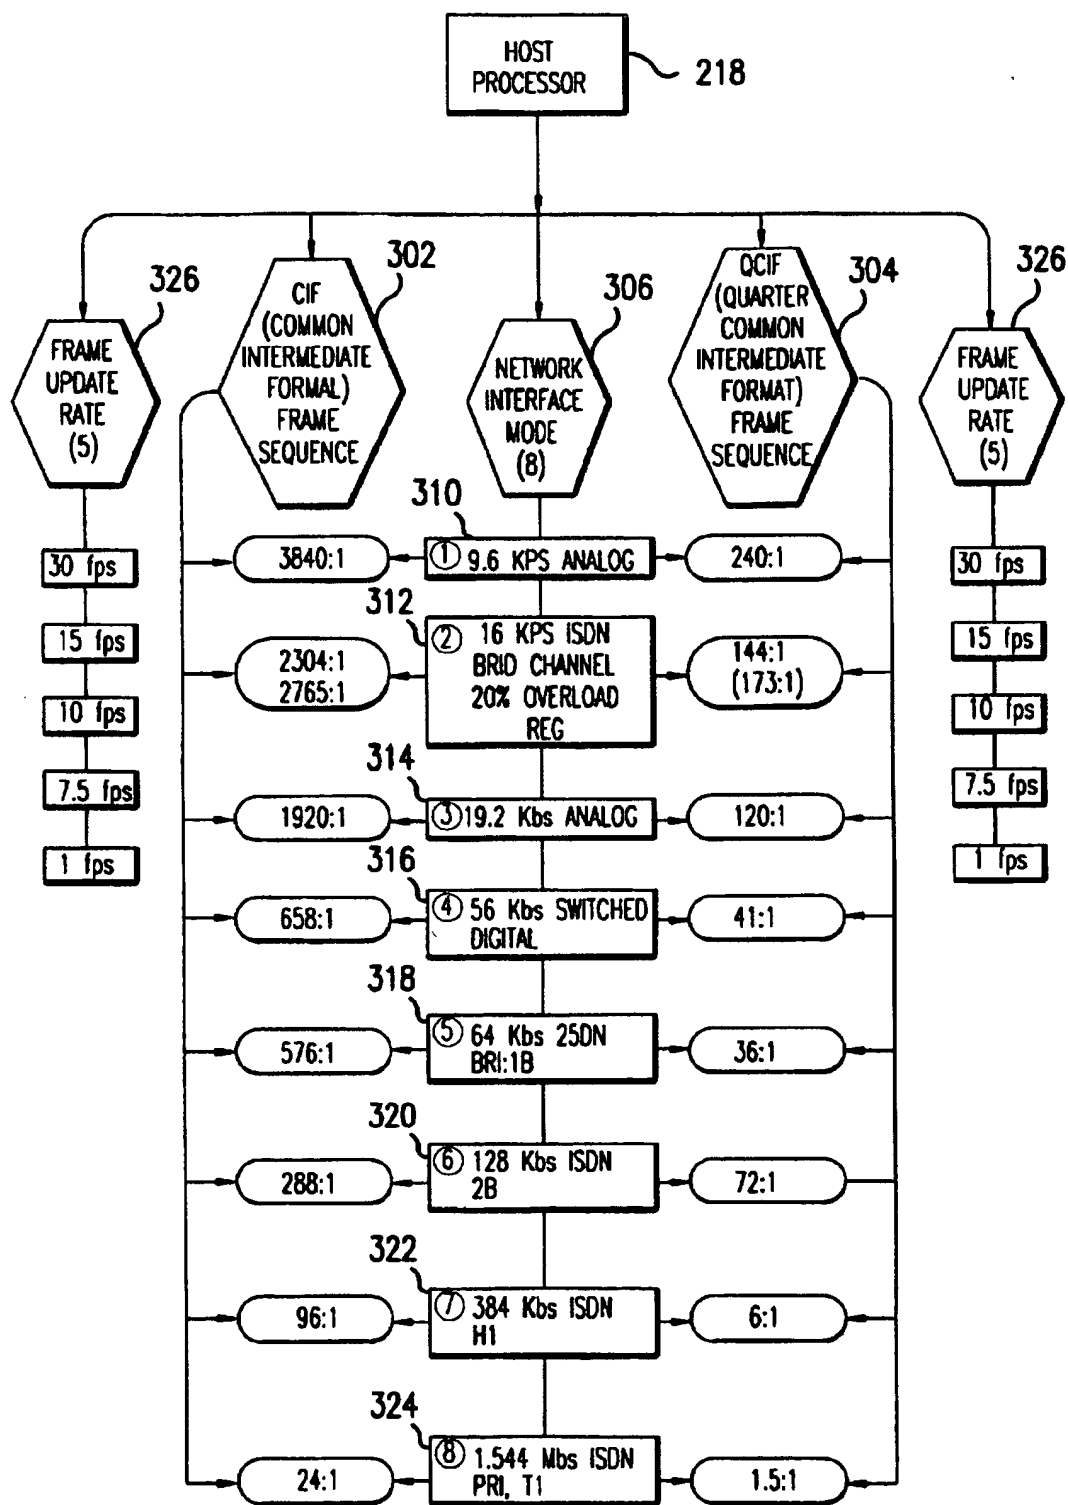 HOST
PROCESSOR
218
326
302
306
304
326
FRAME
UPDATE
RATE
(5)
CIF
(COMMON
INTERMEDIATE
FORMAL)
FRAME
SEQUENCE
NETWORK
INTERFACE
MODE
(8)
QCIF
(QUARTER
COMMON
INTERMEDIATE
FORMAT)
FRAME
SEQUENCE
FRAME
UPDATE
RATE
(5)
30 fps
15 fps
10 fps
7.5 fps
1 fps
310
3840:1
① 9.6 KPS ANALOG
240:1
312
2304:1
2765:1
② 16 KPS ISDN
BRID CHANNEL
20% OVERLOAD
REG
144:1
(173:1)
314
1920:1
③ 19.2 Kbs ANALOG
120:1
316
658:1
④ 56 Kbs SWITCHED
DIGITAL
41:1
318
576:1
⑤ 64 Kbs 25DN
BRI:1B
36:1
320
288:1
⑥ 128 Kbs ISDN
2B
72:1
322
96:1
⑦ 384 Kbs ISDN
H1
6:1
324
24:1
⑧ 1.544 Mbs ISDN
PRI, T1
1.5:1
30 fps
15 fps
10 fps
7.5 fps
1 fps